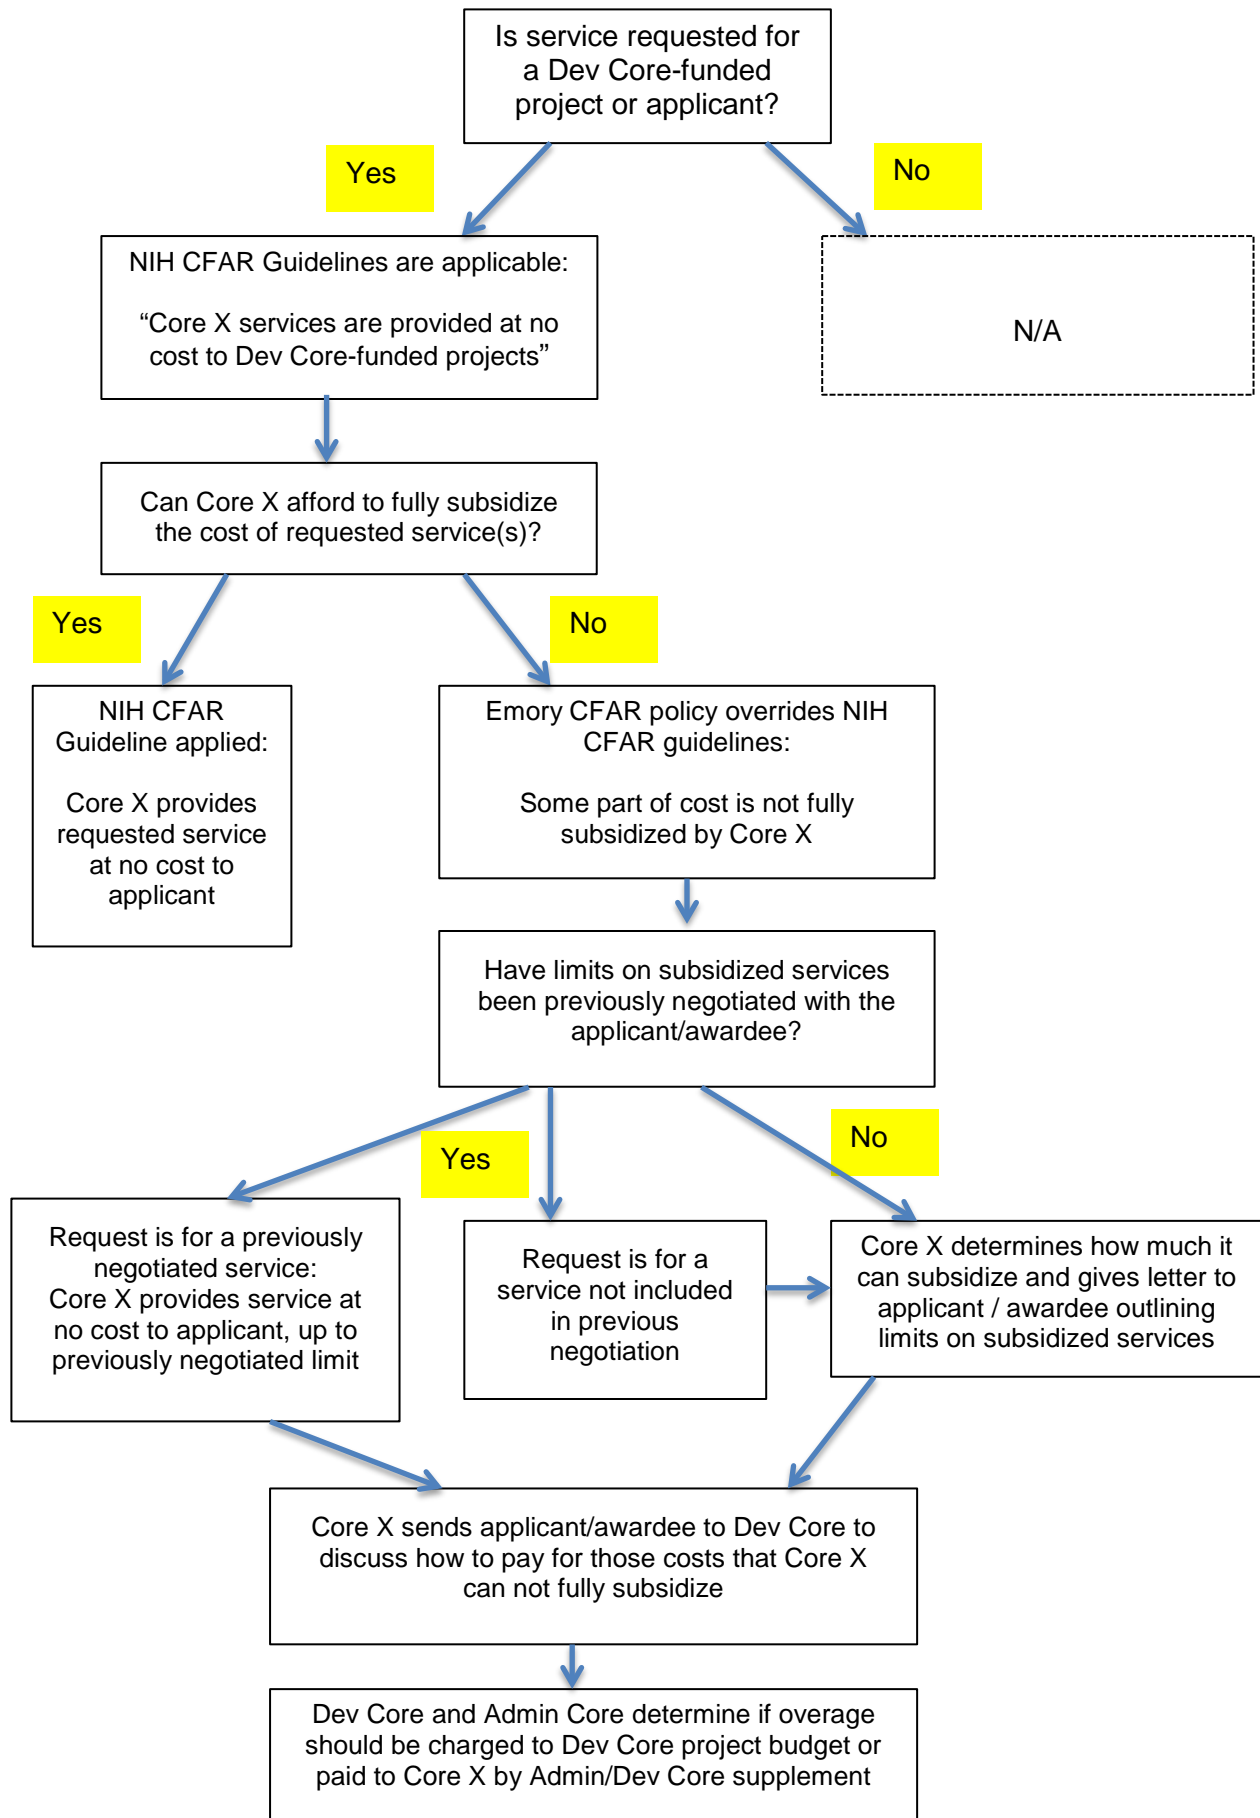 Is service requested for
a Dev Core-funded
project or applicant?
Yes
No
NIH CFAR Guidelines are applicable:
“Core X services are provided at no
cost to Dev Core-funded projects”
N/A
Can Core X afford to fully subsidize
the cost of requested service(s)?
Yes
No
NIH CFAR
Guideline applied:
Core X provides
requested service
at no cost to
applicant
Emory CFAR policy overrides NIH
CFAR guidelines:
Some part of cost is not fully
subsidized by Core X
Have limits on subsidized services
been previously negotiated with the
applicant/awardee?
Yes
No
Request is for a previously
negotiated service:
Core X provides service at
no cost to applicant, up to
previously negotiated limit
Request is for a
service not included
in previous
negotiation
Core X determines how much it
can subsidize and gives letter to
applicant / awardee outlining
limits on subsidized services
Core X sends applicant/awardee to Dev Core to
discuss how to pay for those costs that Core X
can not fully subsidize
Dev Core and Admin Core determine if overage
should be charged to Dev Core project budget or
paid to Core X by Admin/Dev Core supplement